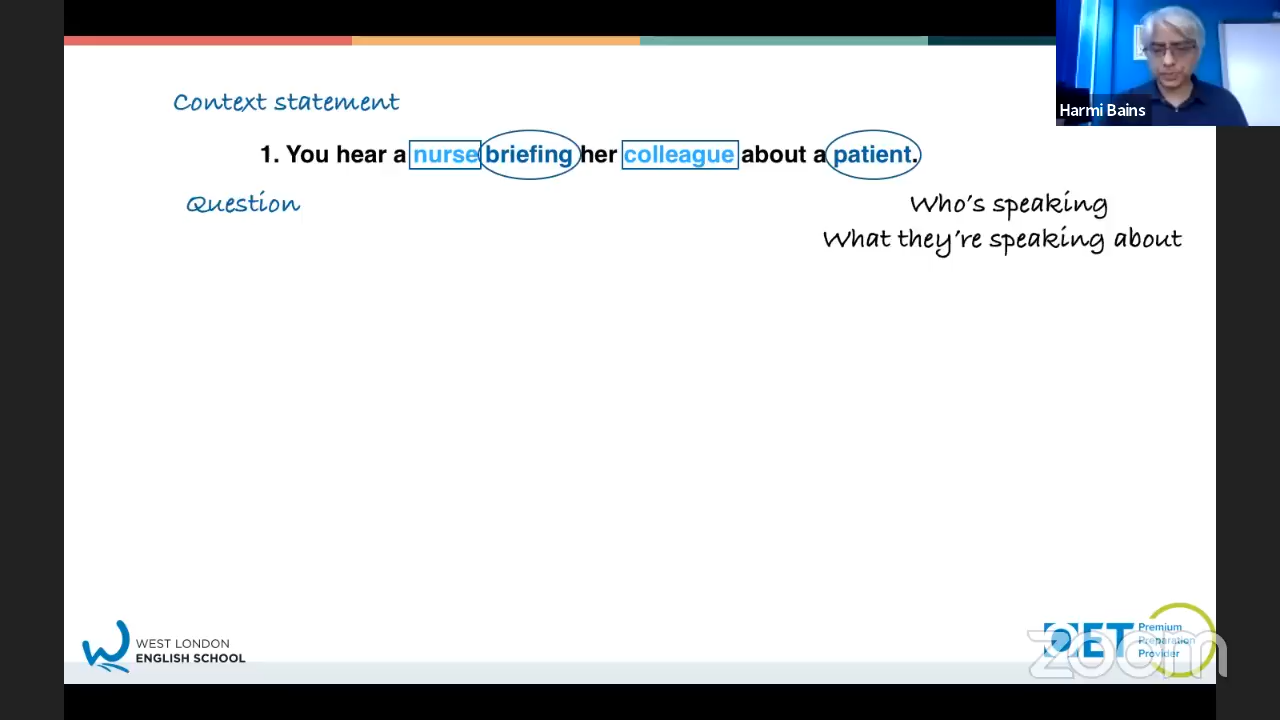 Harmi Bains
Context statement
1. You hear a nurse briefing her colleague about a patient.
Question
Who's speaking
What they're speaking about
WEST LONDON
ENGLISH SCHOOL
OET
Premium
Preparation
Provider
zoom